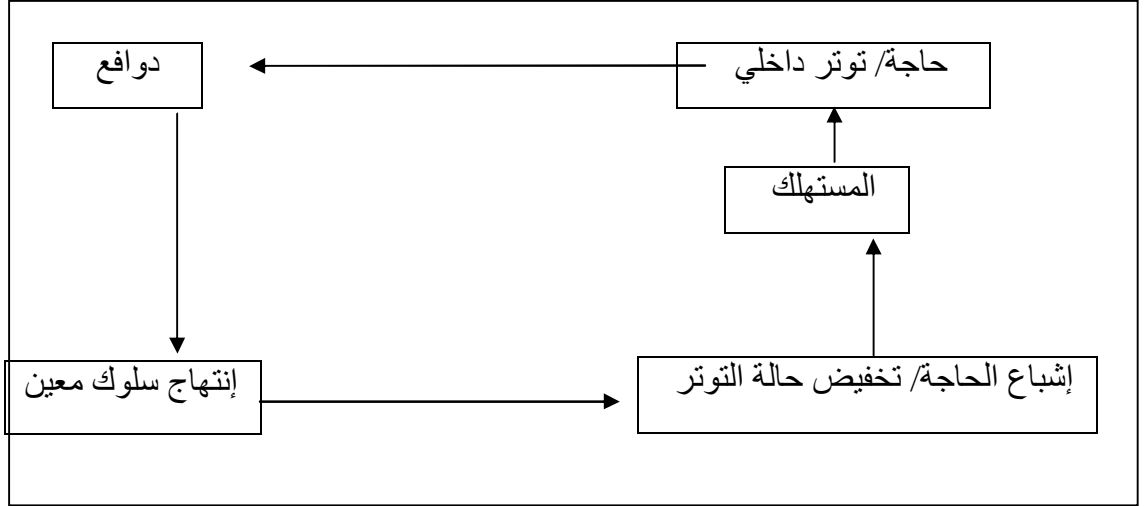 حاجة/ توتر داخلي
دوافع
المستهلك
إشباع الحاجة/ تخفيض حالة التوتر
إنتهاج سلوك معين